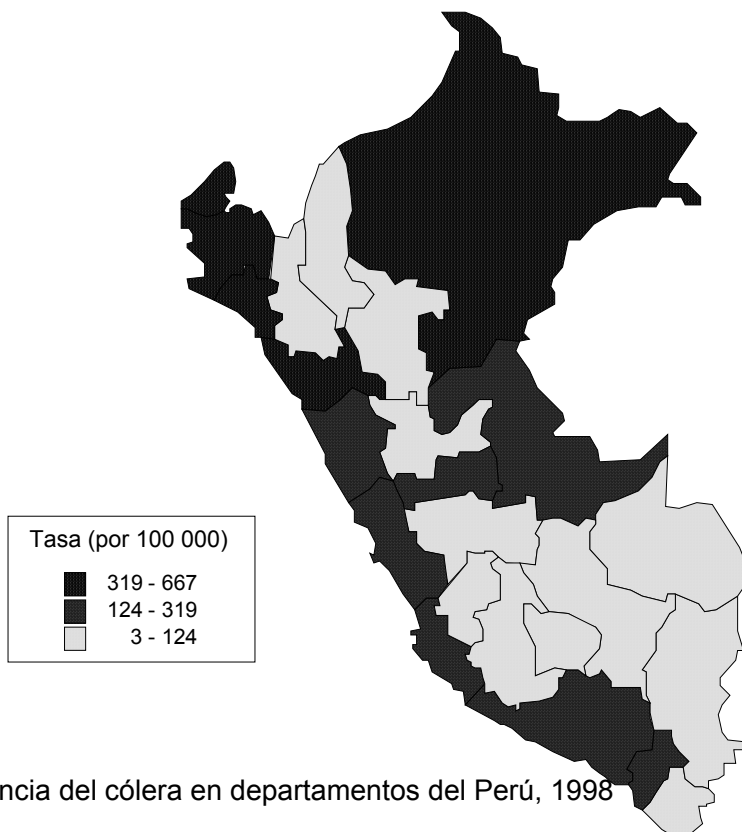 Tasa (por 100 000)
319 - 667
124 - 319
3 - 124
ncia del cólera en departamentos del Perú, 1998